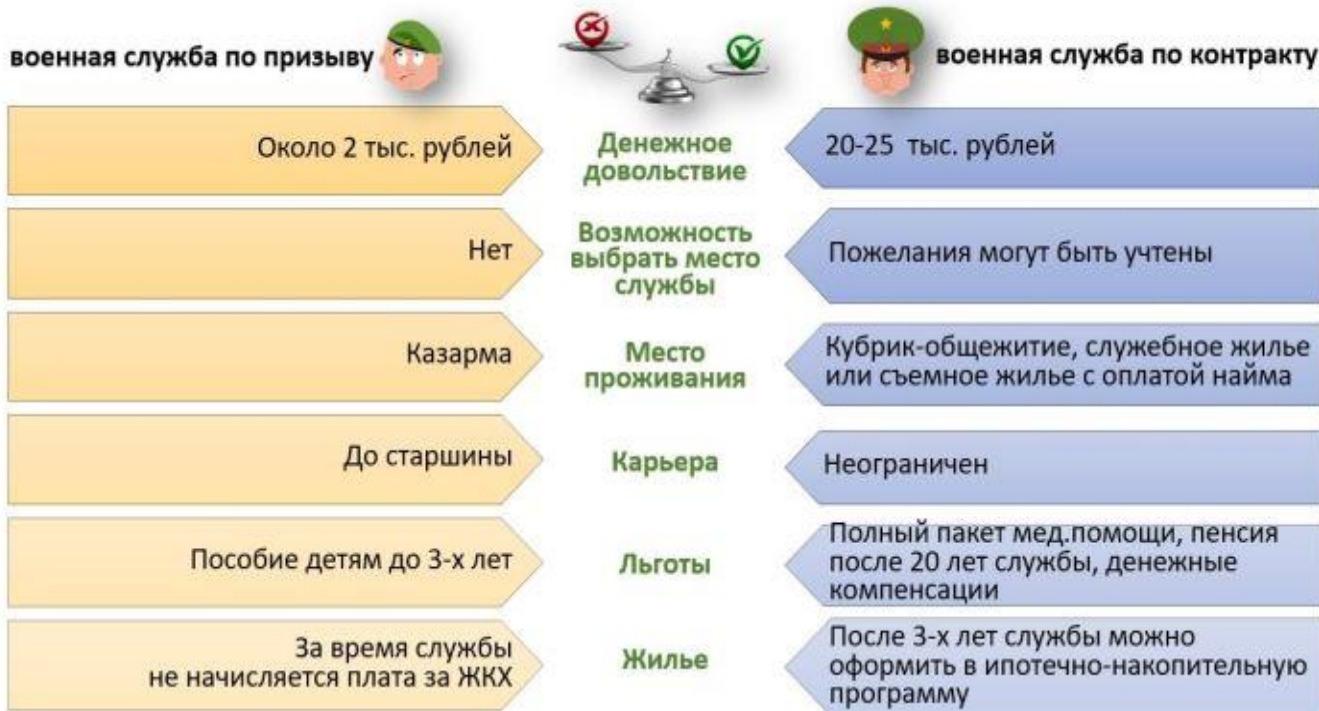 военная служба по призыву
военная служба по контракту
Около 2 тыс. рублей
Денежное
довольствие
20-25 тыс. рублей
Нет
Возможность
выбрать место
службы
Пожелания могут быть учтены
Казарма
Место
проживания
Кубрик-общежитие, служебное жилье
или съемное жилье с оплатой найма
До старшины
Карьера
Неограничен
Пособие детям до 3-х лет
Льготы
Полный пакет мед.помощи, пенсия
после 20 лет службы, денежные
компенсации
За время службы
не начисляется плата за ЖКХ
Жилье
После 3-х лет службы можно
оформить в ипотечно-накопительную
программу